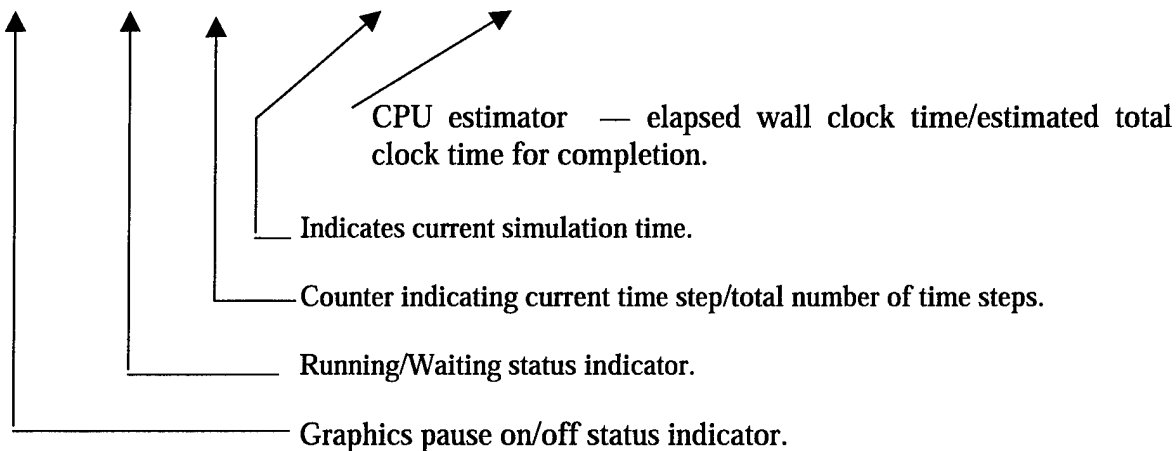 CPU estimator — elapsed wall clock time/estimated total
clock time for completion.
Indicates current simulation time.
Counter indicating current time step/total number of time steps.
Running/Waiting status indicator.
Graphics pause on/off status indicator.